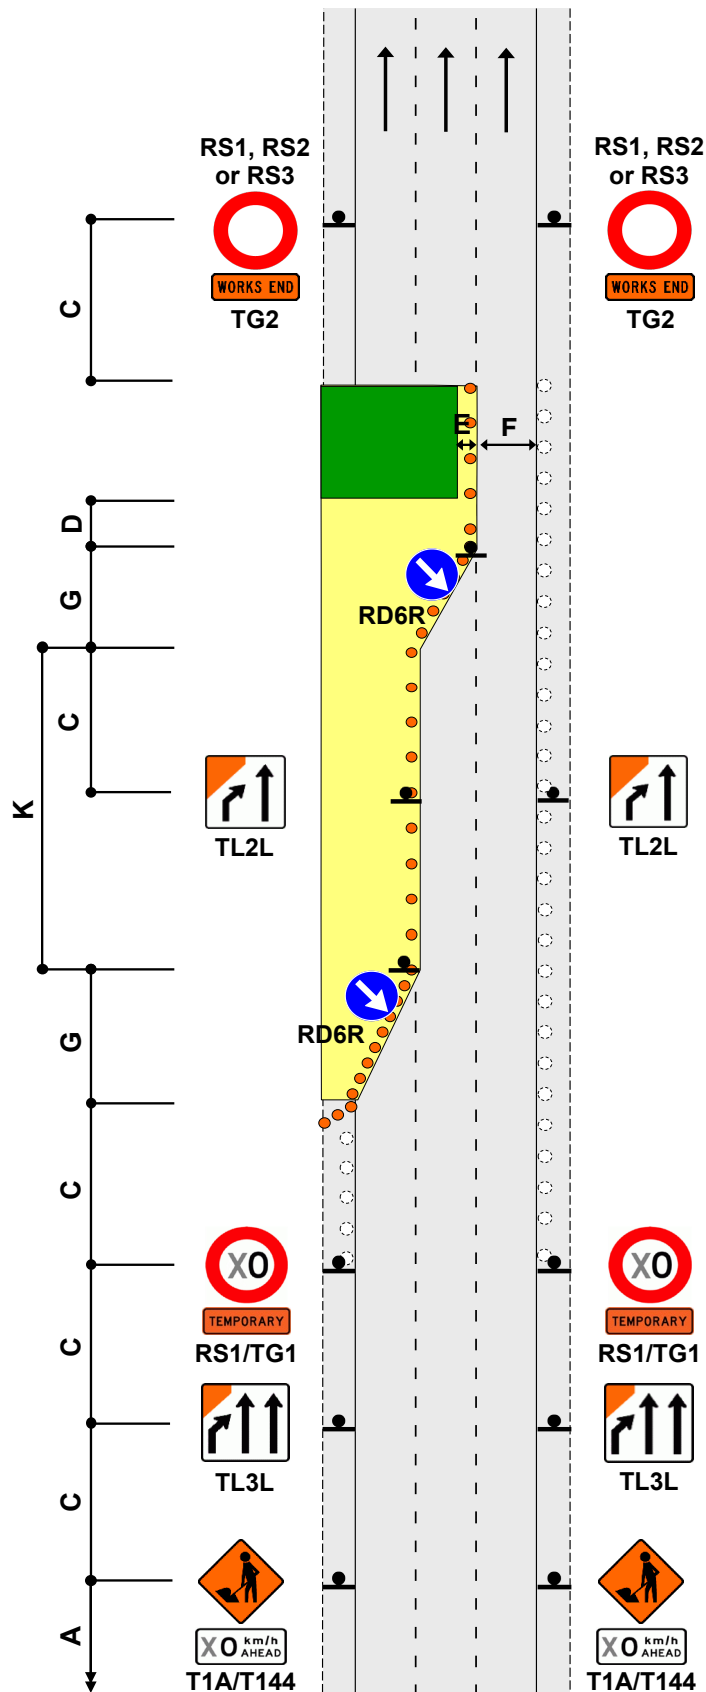 RS1, RS2
or RS3
WORKS END
TG2
RS1, RS2
or RS3
WORKS END
TG2
C
E
F
D
G
RD6R
C
K
TL2L
TL2L
RD6R
G
C
X0
TEMPORARY
RS1/TG1
X0
TEMPORARY
RS1/TG1
C
TL3L
TL3L
C
X0 km/h
AHEAD
T1A/T144
X0 km/h
AHEAD
T1A/T144
A